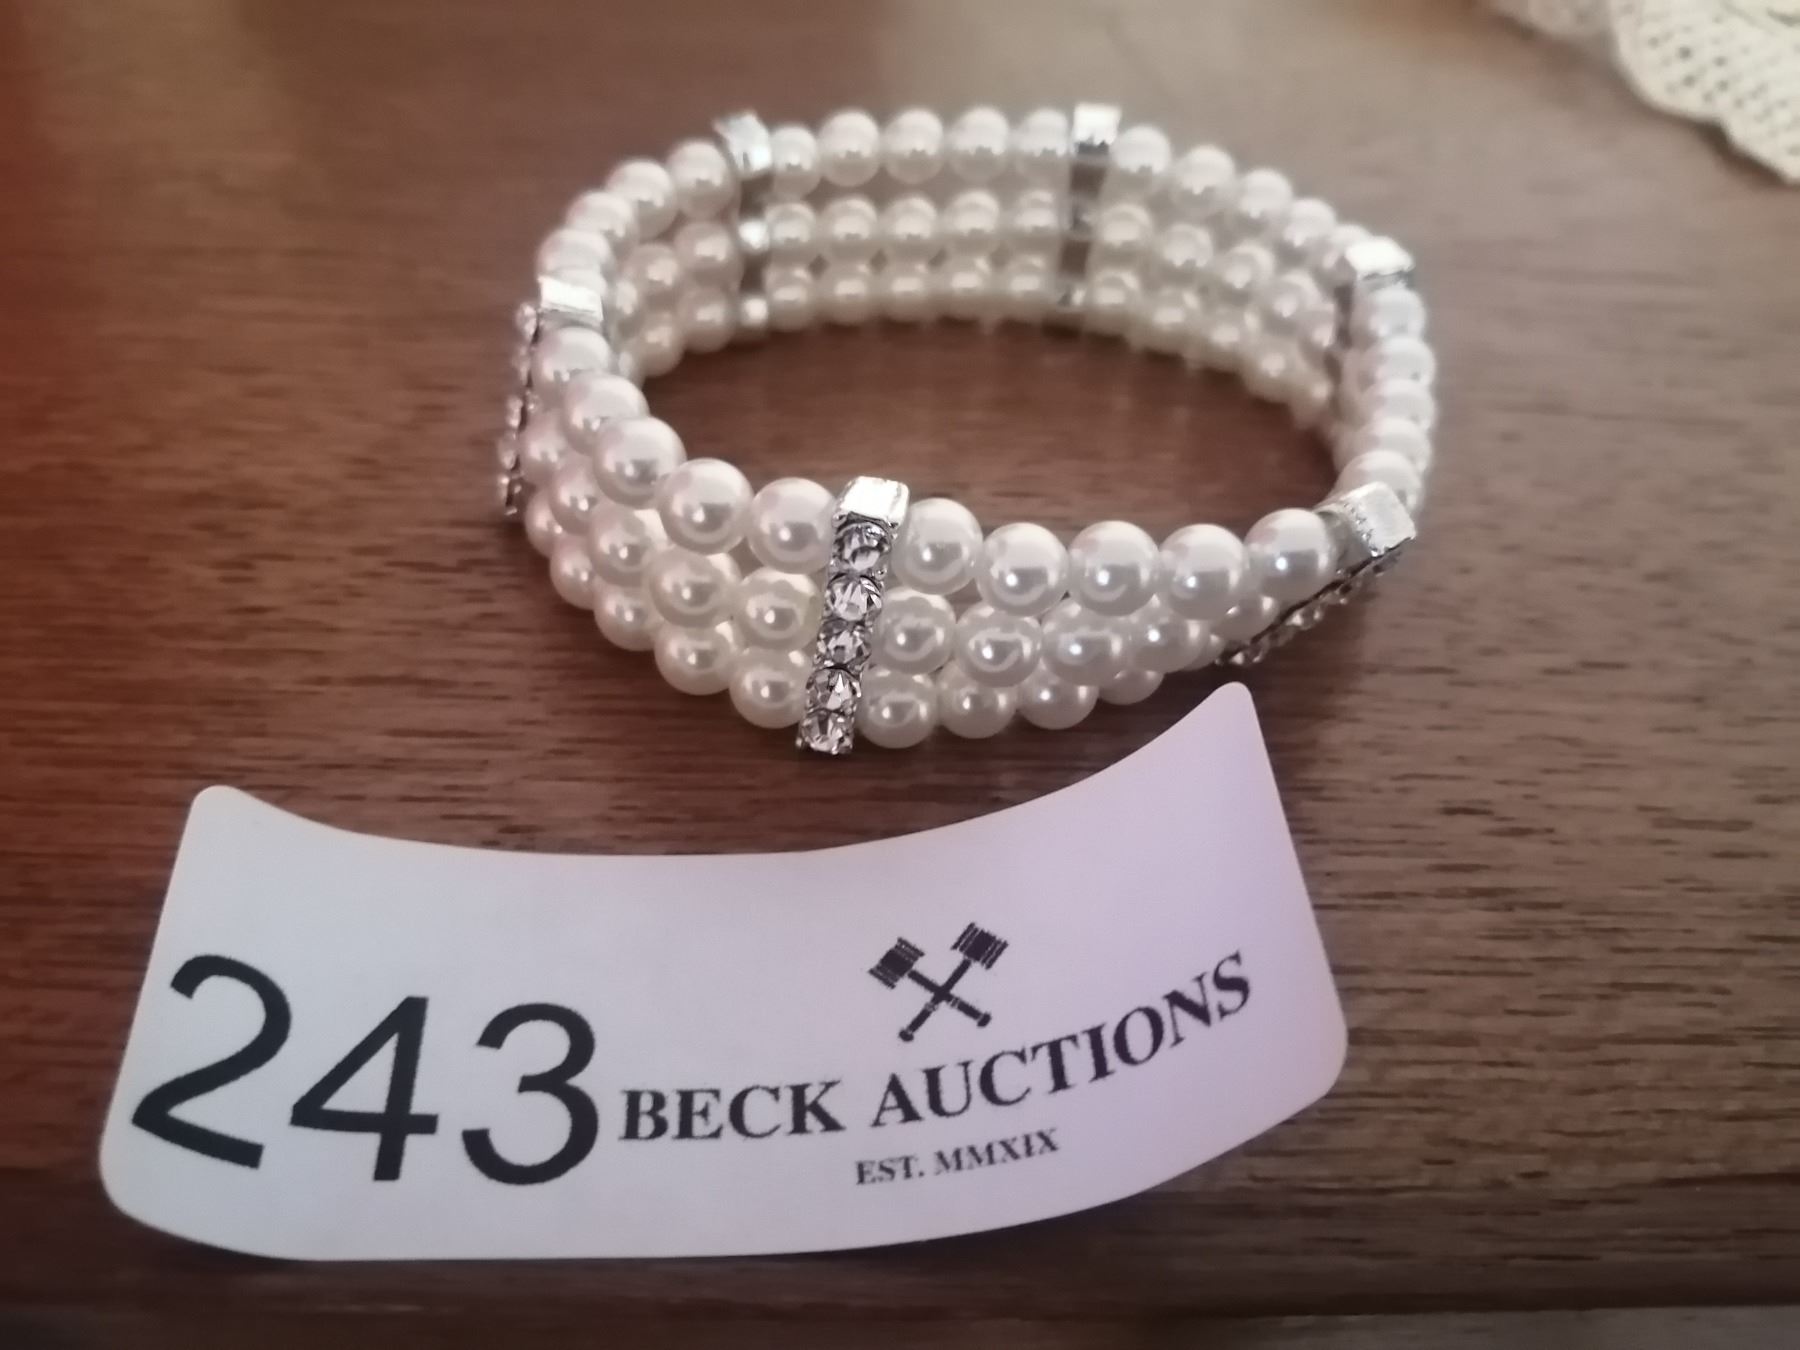 243
BECK AUCTIONS
EST. MMXIX